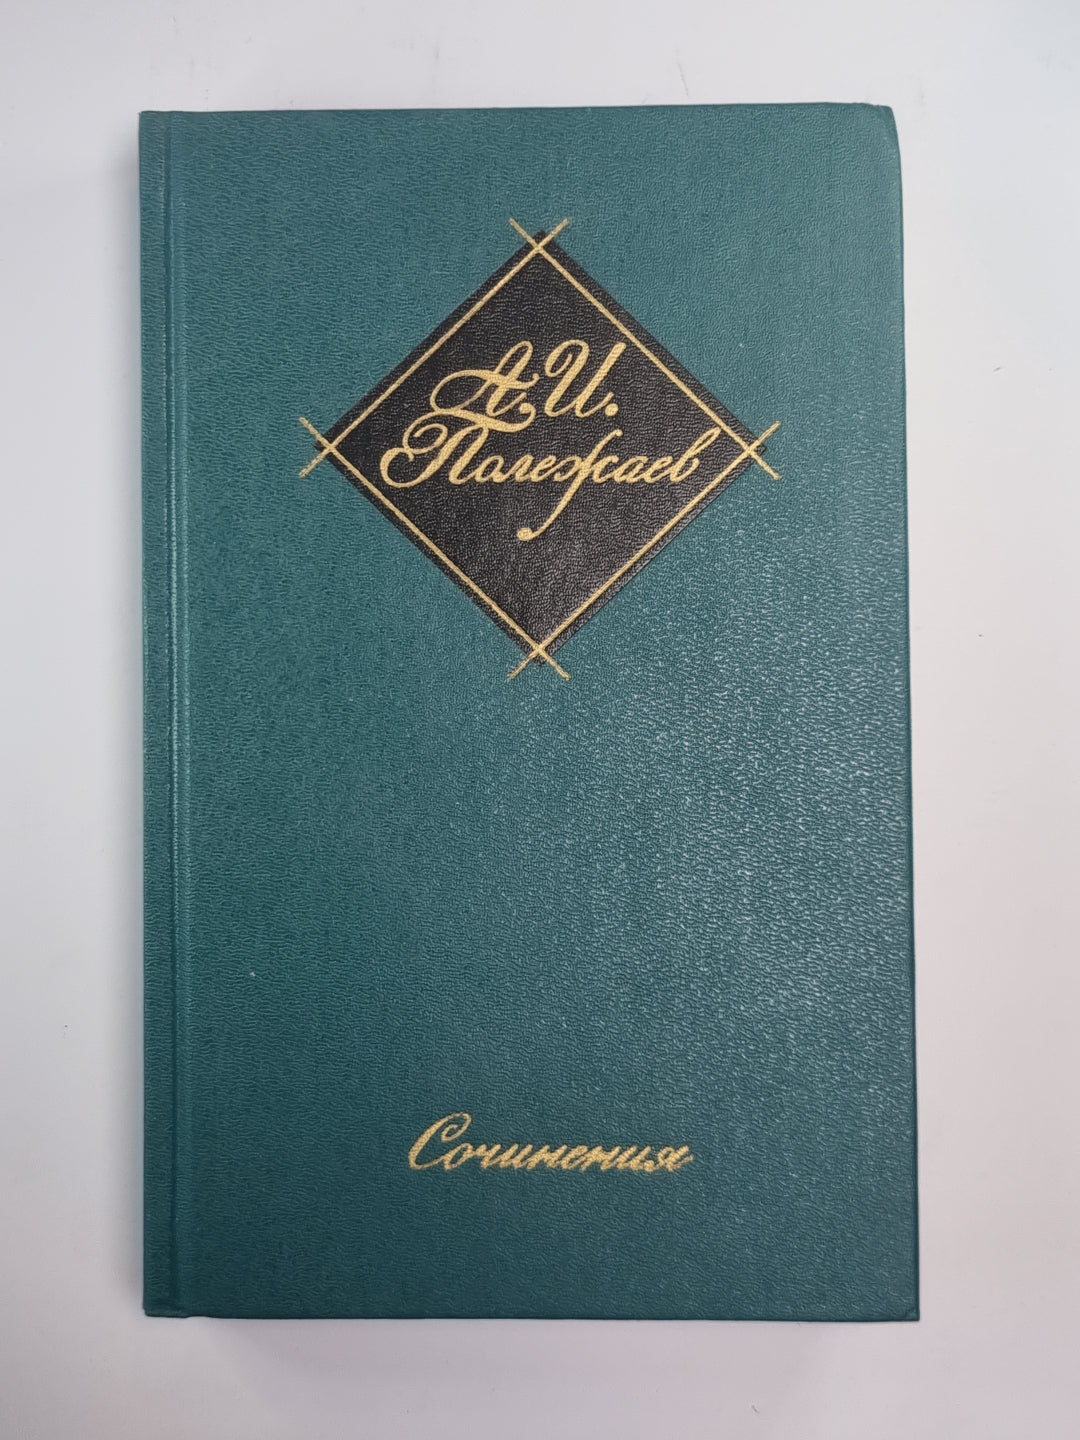 А. И.
Полежаев
Сочинения